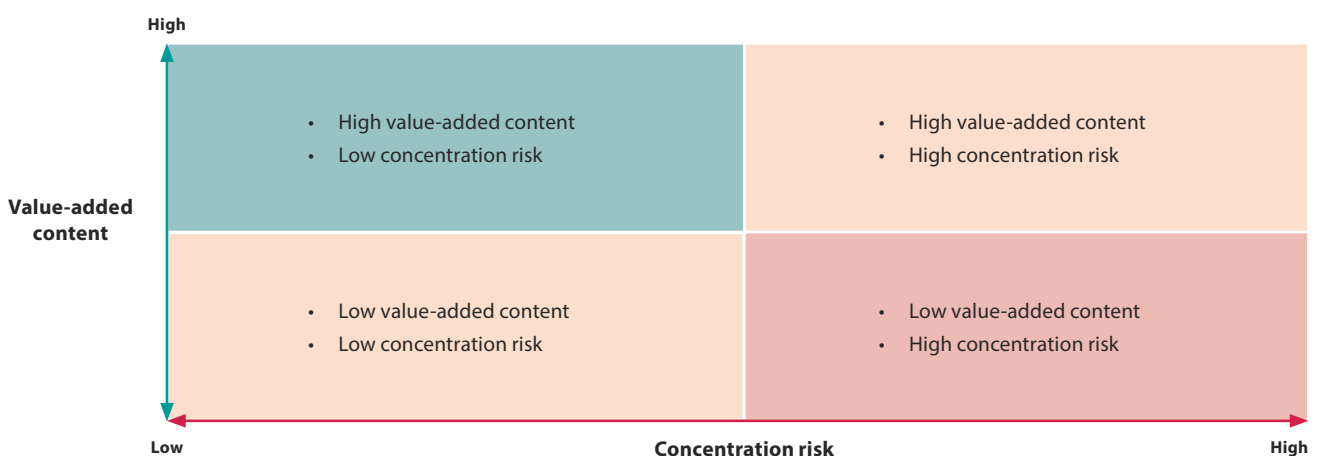 High
• High value-added content
• Low concentration risk
• High value-added content
• High concentration risk
Value-added
content
• Low value-added content
• Low concentration risk
• Low value-added content
• High concentration risk
Low
Concentration risk
High